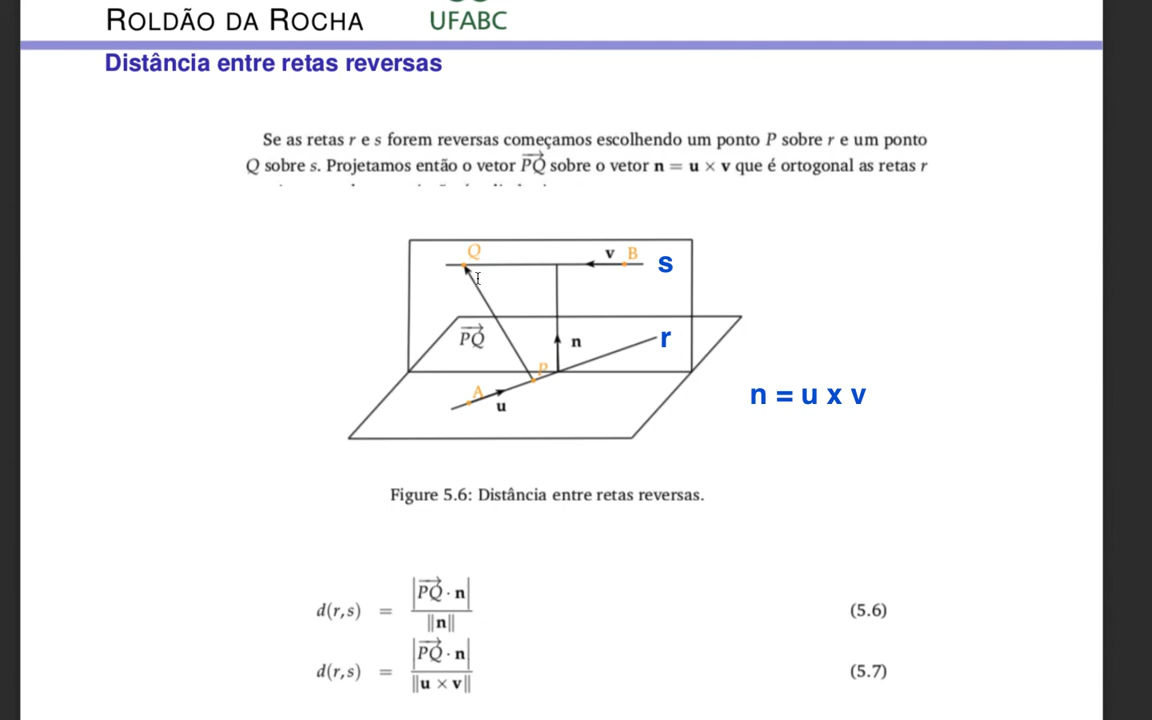 ROLDÃO DA ROCHA UFABC
Distância entre retas reversas
Se as retas r e s forem reversas começamos escolhendo um ponto P sobre r e um ponto
Q sobre s. Projetamos então o vetor PQ⃗ sobre o vetor n = u × v que é ortogonal as retas r
Q v B s
PQ⃗ n r
P
A
u
n = u x v
Figure 5.6: Distância entre retas reversas.
d(r,s) = |PQ⃗ · n| / ||n|| (5.6)
d(r,s) = |PQ⃗ · n| / ||u × v|| (5.7)